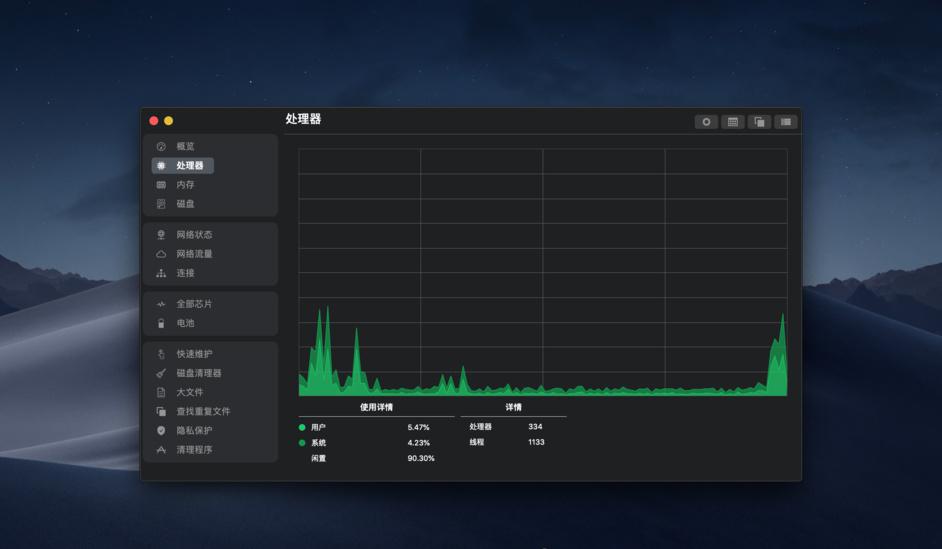 处理器
概览
处理器
内存
磁盘
网络状态
网络流量
连接
全部芯片
电池
快速维护
磁盘清理器
大文件
查找重复文件
隐私保护
清理程序
使用详情
用户 5.47%
系统 4.23%
闲置 90.30%
详情
处理器 334
线程 1133